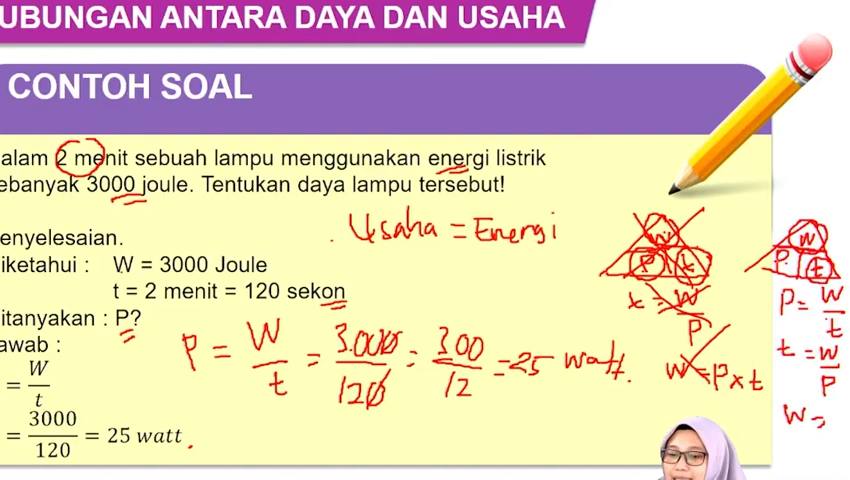 UBUNGAN ANTARA DAYA DAN USAHA
CONTOH SOAL
alam 2 menit sebuah lampu menggunakan energi listrik
ebanyak 3000 joule. Tentukan daya lampu tersebut!
enyelesaian.
iketahui : W = 3000 Joule
t = 2 menit = 120 sekon
itanyakan : P?
awab :
= W/t
= 3000/120 = 25 watt
Usaha = Energi
P = W/t = 3.000/120 = 300/12 = 25 watt.
W
P t
t = W/P
W = P x t
W
P t
P = W/t
t = W/P
W =